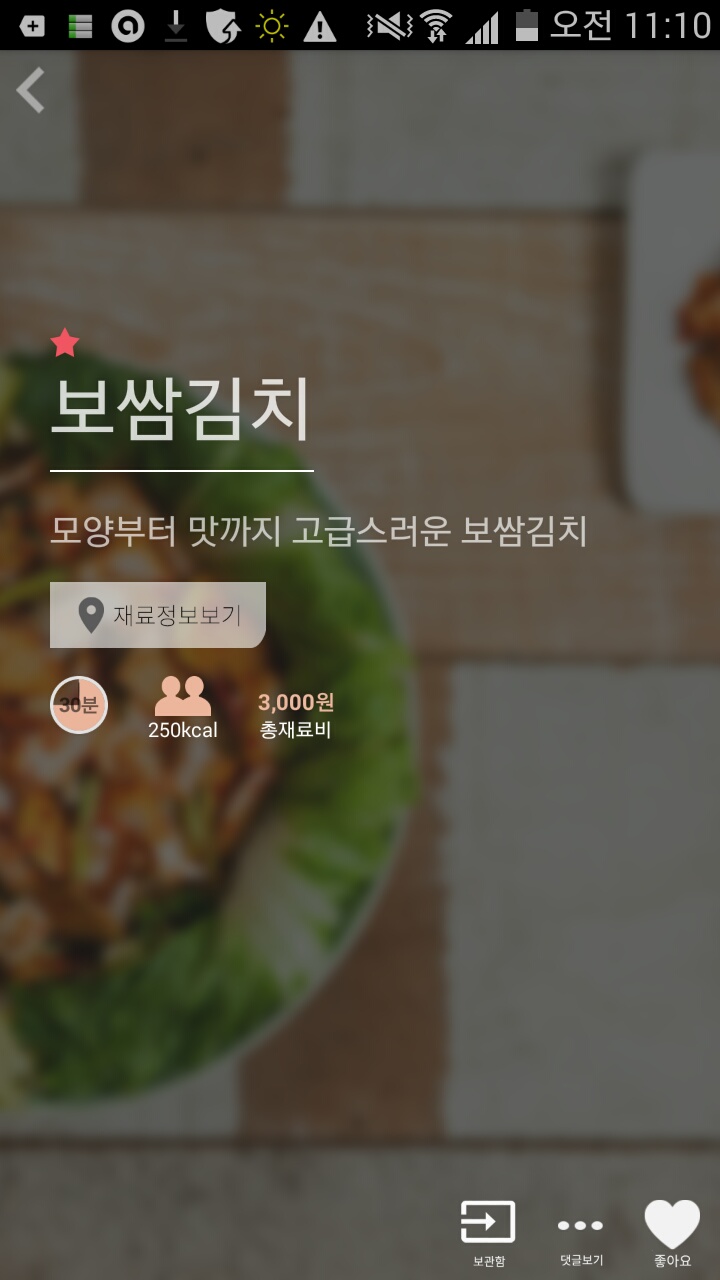 오전 11:10
보쌈김치
모양부터 맛까지 고급스러운 보쌈김치
재료정보보기
30분
250kcal
3,000원
총재료비
보관함
댓글보기
좋아요